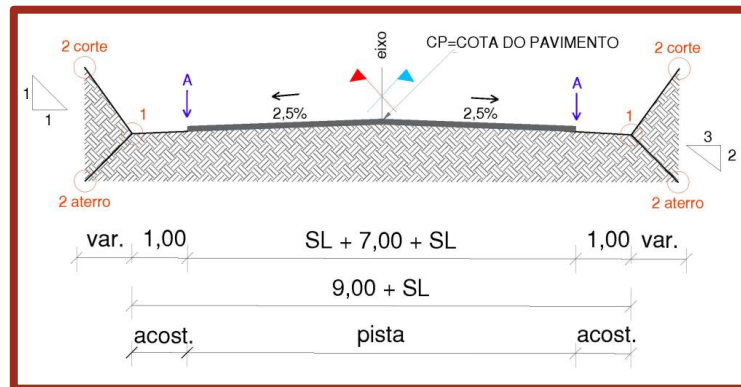 2 corte
eixo
CP=COTA DO PAVIMENTO
2 corte
1
1
A
1
2,5%
2,5%
A
1
3
2
2 aterro
2 aterro
var.
1,00
SL + 7,00 + SL
1,00
var.
9,00 + SL
acost.
pista
acost.